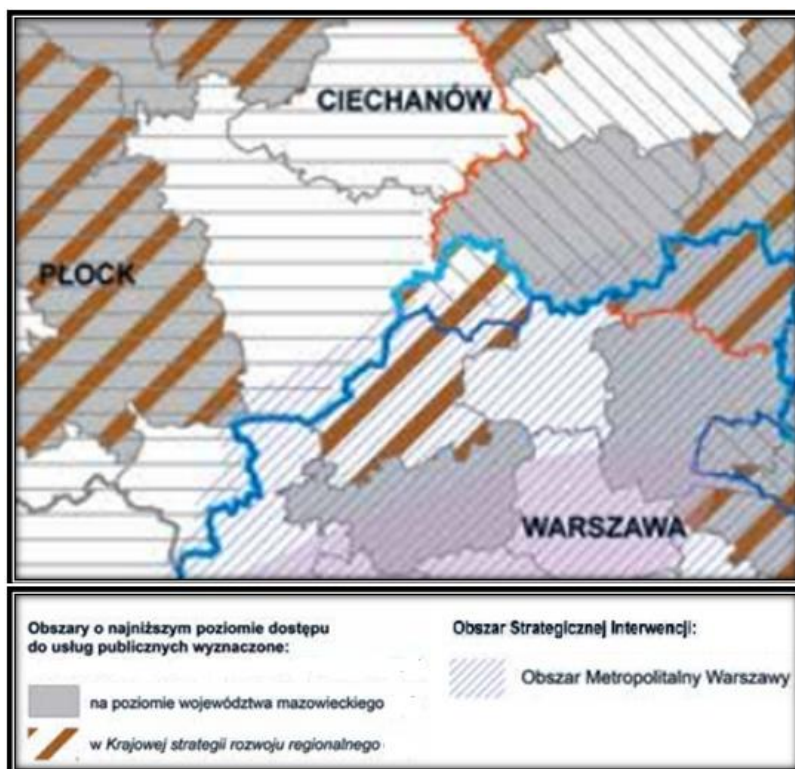 CIECHANÓW
PŁOCK
WARSZAWA
Obszary o najniższym poziomie dostępu
do usług publicznych wyznaczone:
na poziomie województwa mazowieckiego
w Krajowej strategii rozwoju regionalnego
Obszar Strategicznej Interwencji:
Obszar Metropolitalny Warszawy